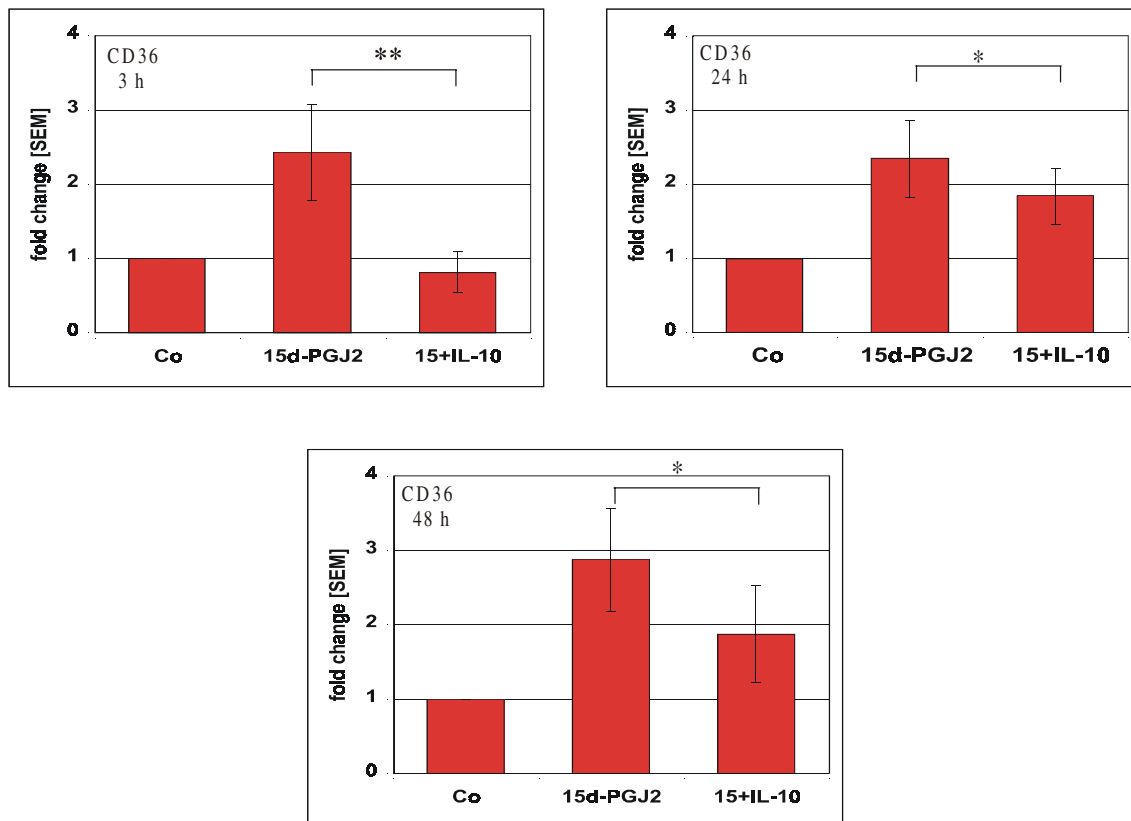 CD36
3 h
**
fold change [SEM]
4
3
2
1
0
Co 15d-PGJ2 15+IL-10
CD36
24 h
*
fold change [SEM]
4
3
2
1
0
Co 15d-PGJ2 15+IL-10
CD36
48 h
*
fold change [SEM]
4
3
2
1
0
Co 15d-PGJ2 15+IL-10